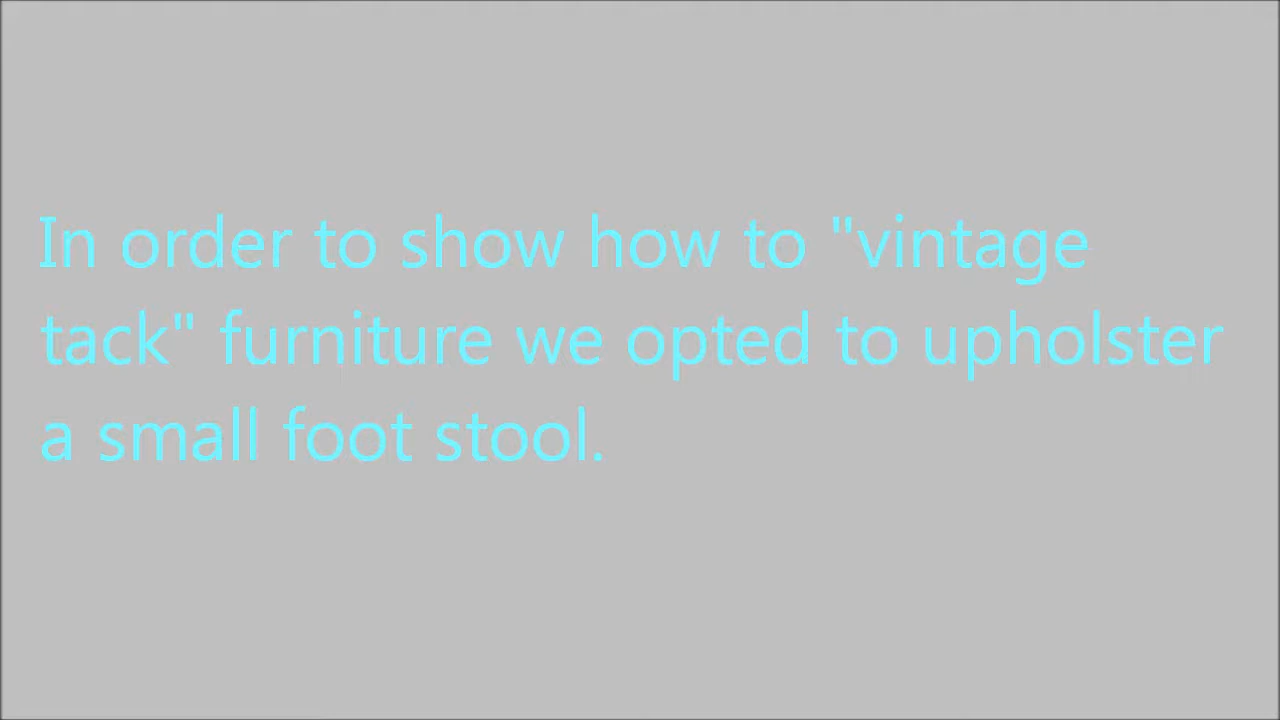 In order to show how to "vintage
tack" furniture we opted to upholster
a small foot stool.